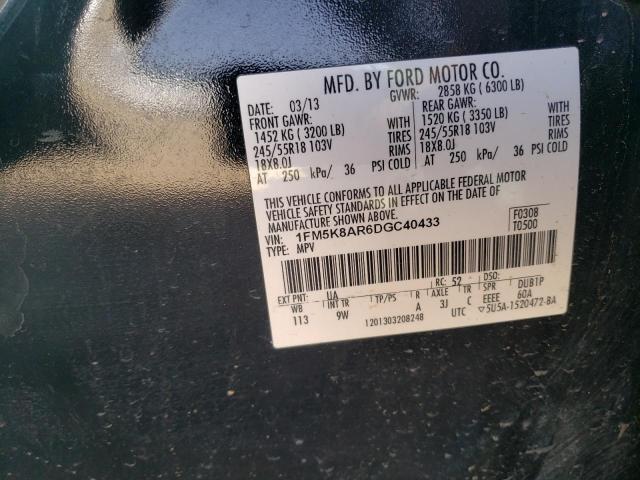 MFD. BY FORD MOTOR CO.
DATE: 03/13 GVWR: 2858 KG ( 6300 LB)
FRONT GAWR: REAR GAWR:
1452 KG ( 3200 LB) WITH 1520 KG ( 3350 LB) WITH
245/55R18 103V TIRES 245/55R18 103V TIRES
18X8.0J RIMS 18X8.0J RIMS
AT 250 kPa/ 36 PSI COLD AT 250 kPa/ 36 PSI COLD
THIS VEHICLE CONFORMS TO ALL APPLICABLE FEDERAL MOTOR
VEHICLE SAFETY STANDARDS IN EFFECT ON THE DATE OF
MANUFACTURE SHOWN ABOVE.
VIN: 1FM5K8AR6DGC40433 F0308
TYPE: MPV T0500
EXT PNT: UA RC: 52 DSO:
WB INT TR TP/PS R AXLE TR SPR DUB1P
113 9W A 3J C EEEE 60A
1201303208248 UTC ▽5U5A-1520472-BA